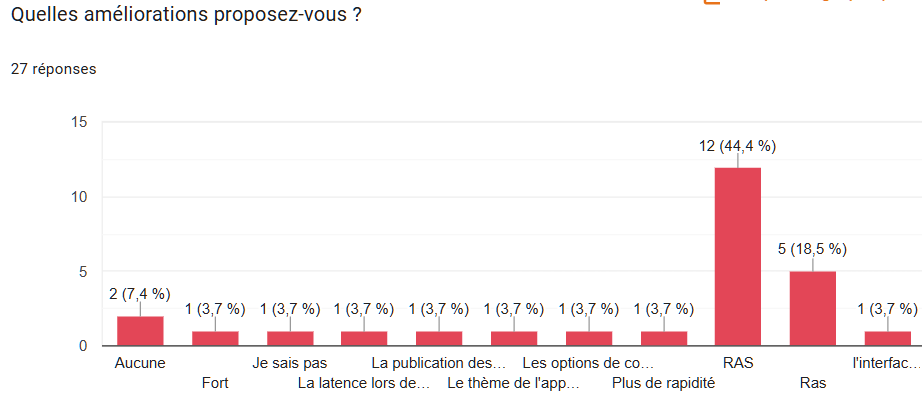 Quelles améliorations proposez-vous ?
27 réponses
15
10
5
0
2 (7,4 %)
1 (3,7 %)
1 (3,7 %)
1 (3,7 %)
1 (3,7 %)
1 (3,7 %)
1 (3,7 %)
1 (3,7 %)
12 (44,4 %)
5 (18,5 %)
1 (3,7 %)
Aucune
Fort
Je sais pas
La latence lors de…
La publication des…
Le thème de l'app…
Les options de co…
Plus de rapidité
RAS
Ras
l'interfac…